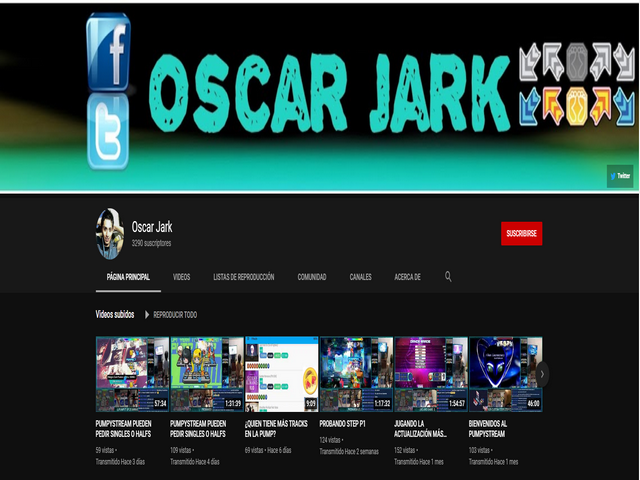 f
OSCAR JARK
t
Twitter
Oscar Jark
3290 suscriptores
SUSCRIBIRSE
PÁGINA PRINCIPAL
VIDEOS
LISTAS DE REPRODUCCIÓN
COMUNIDAD
CANALES
ACERCA DE
Videos subidos
REPRODUCIR TODO
57:34
1:31:39
9:09
1:17:32
1:54:57
46:00
PUMPYSTREAM PUEDEN
PEDIR SINGLES O HALFS
59 vistas •
Transmitido Hace 3 días
PUMPYSTREAM PUEDEN
PEDIR SINGLES O HALFS
109 vistas •
Transmitido Hace 4 días
¿QUIEN TIENE MÁS TRACKS
EN LA PUMP?
69 vistas • Hace 6 días
PROBANDO STEP P1
124 vistas •
Transmitido Hace 2 semanas
JUGANDO LA
ACTUALIZACIÓN MÁS...
152 vistas •
Transmitido Hace 1 mes
BIENVENIDOS AL
PUMPYSTREAM
103 vistas •
Transmitido Hace 1 mes